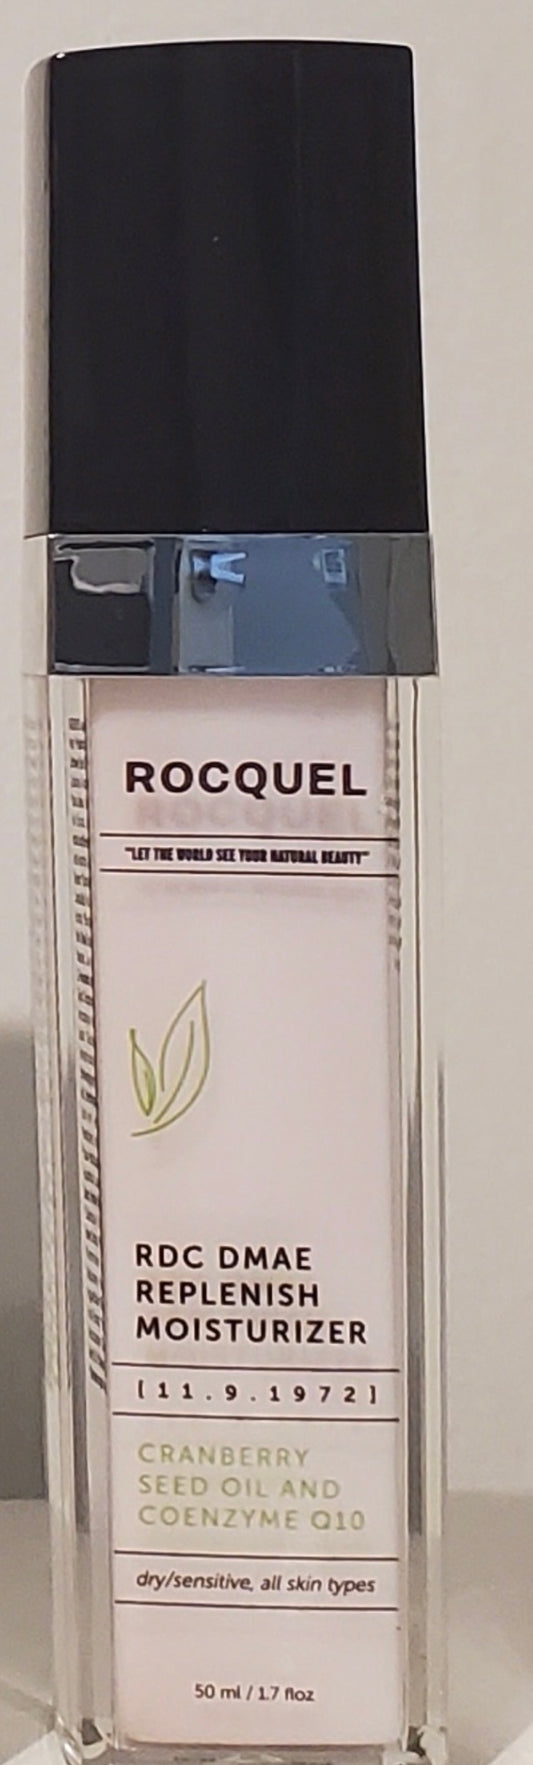 ROCQUEL
"LET THE WORLD SEE YOUR NATURAL BEAUTY"
RDC DMAE
REPLENISH
MOISTURIZER
[11.9.1972]
CRANBERRY
SEED OIL AND
COENZYME Q10
dry/sensitive, all skin types
50 ml / 1.7 floz